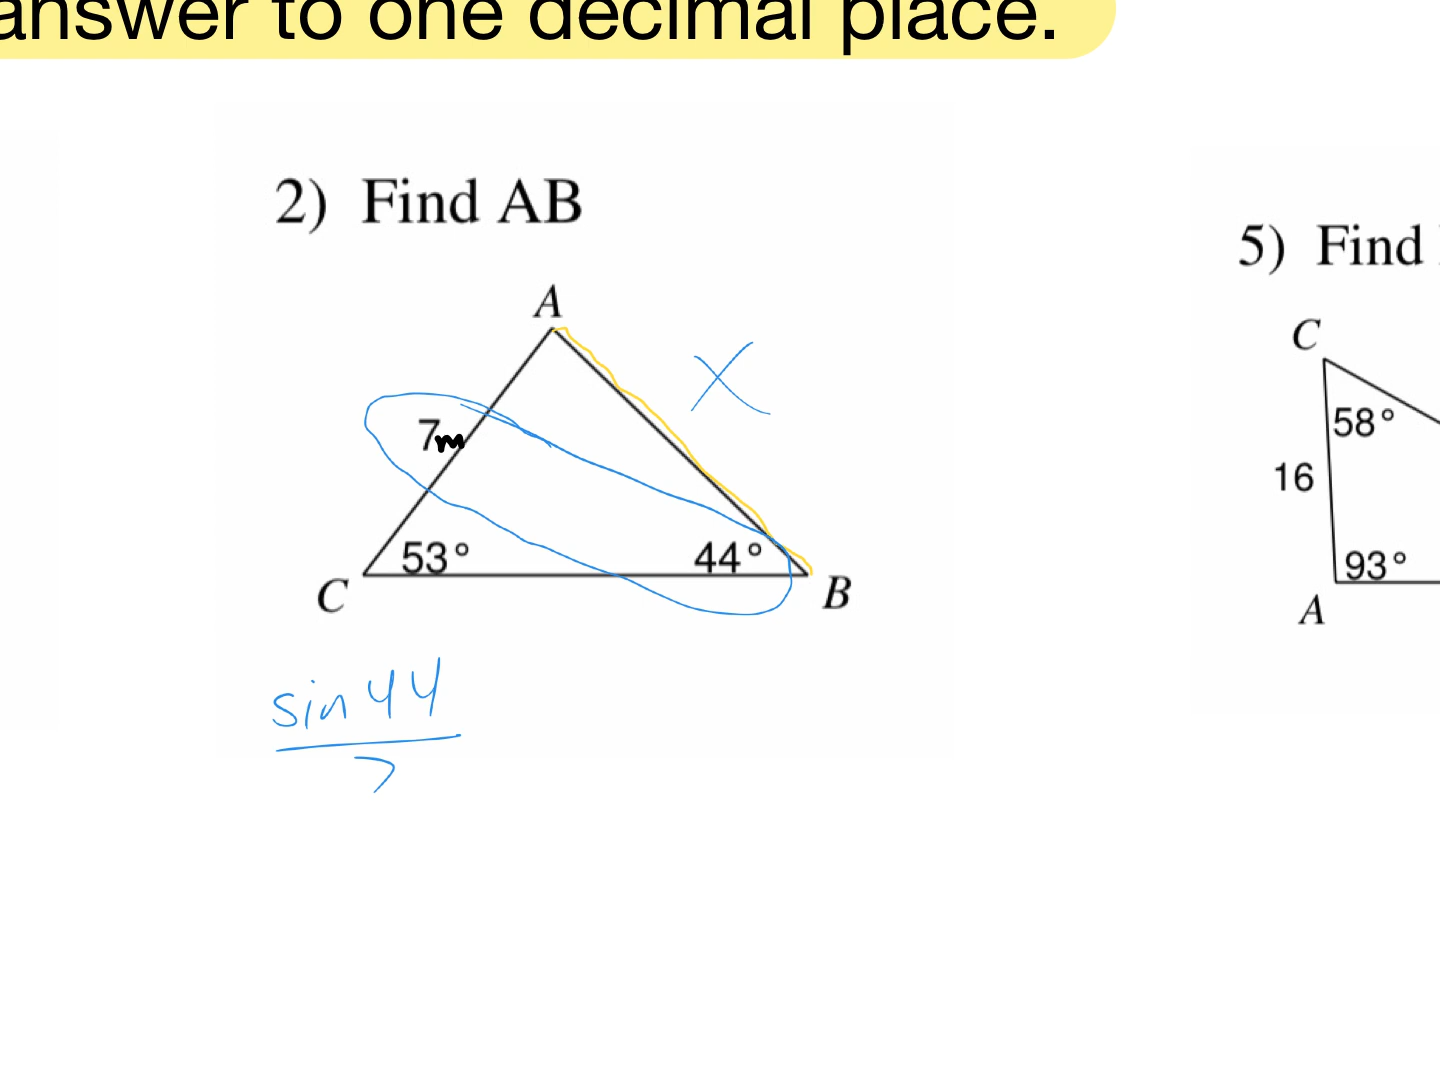 answer to one decimal place.
2) Find AB
A
X
7m
53°
44°
C
B
sin 44
7
5) Find
C
58°
16
93°
A